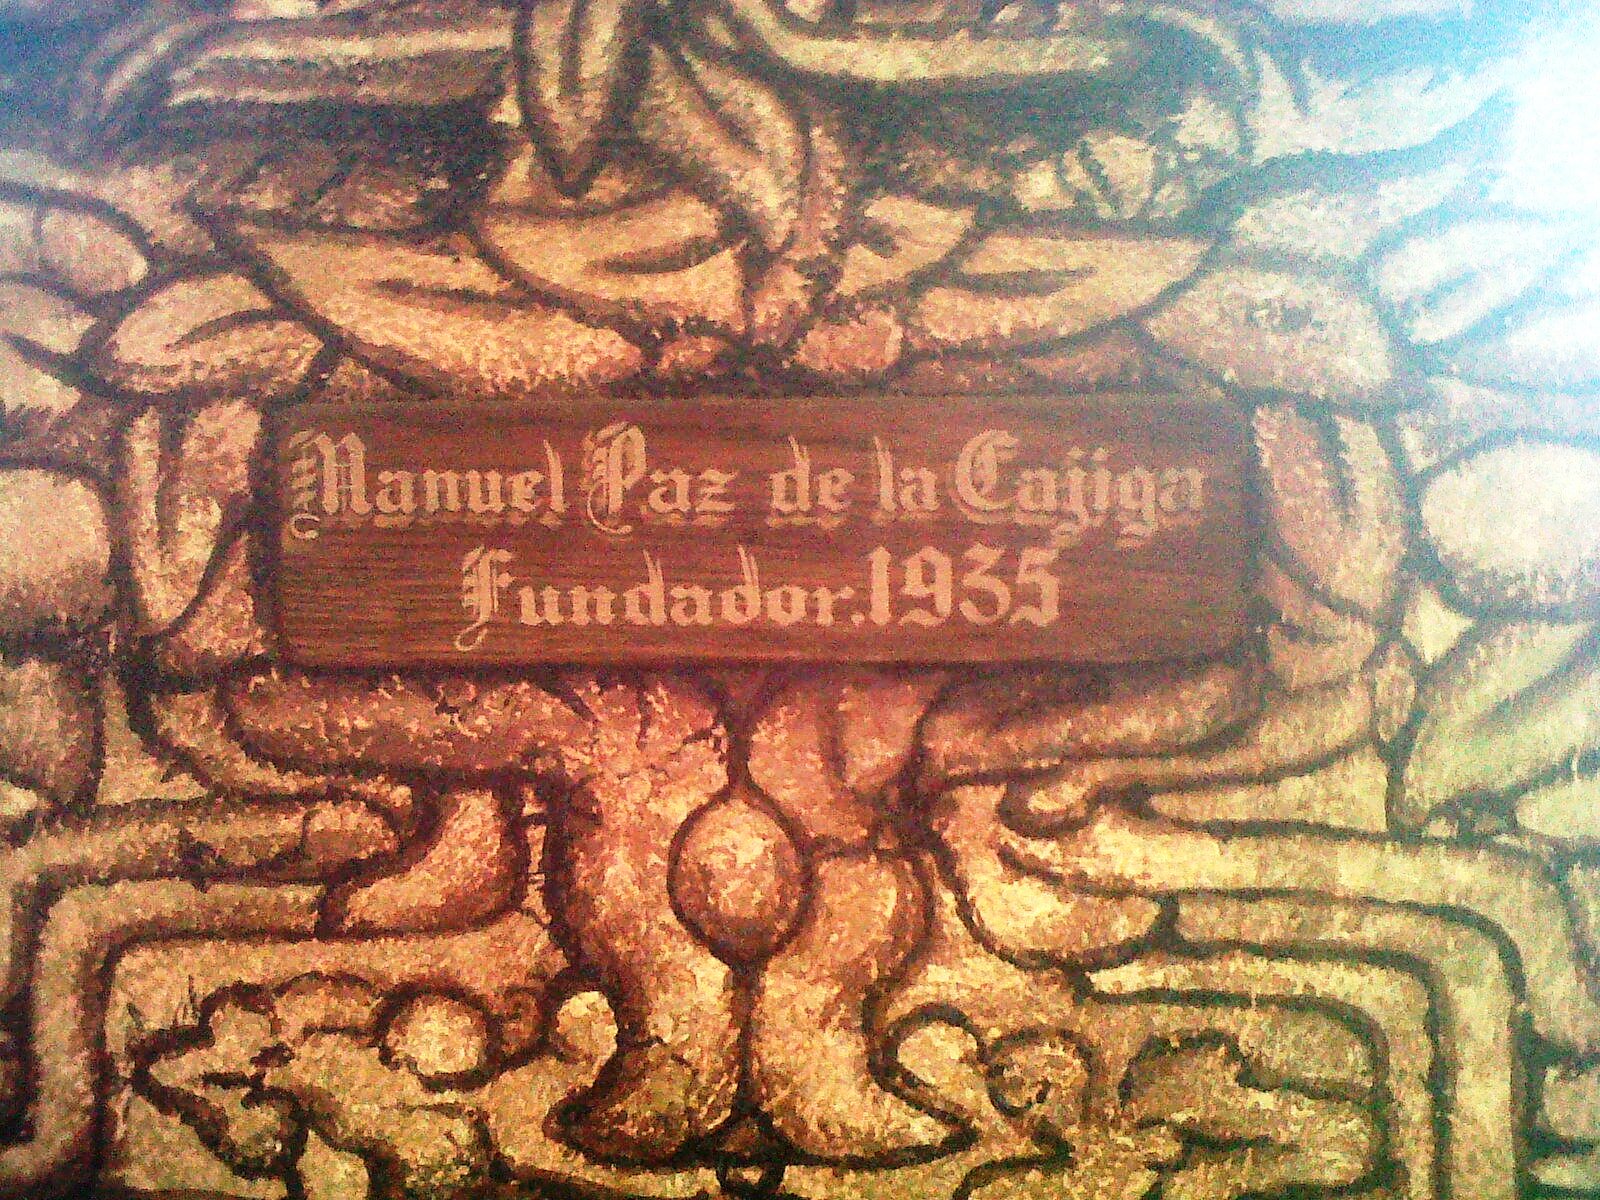 Manuel Paz de la Cajiga
Fundador.1935